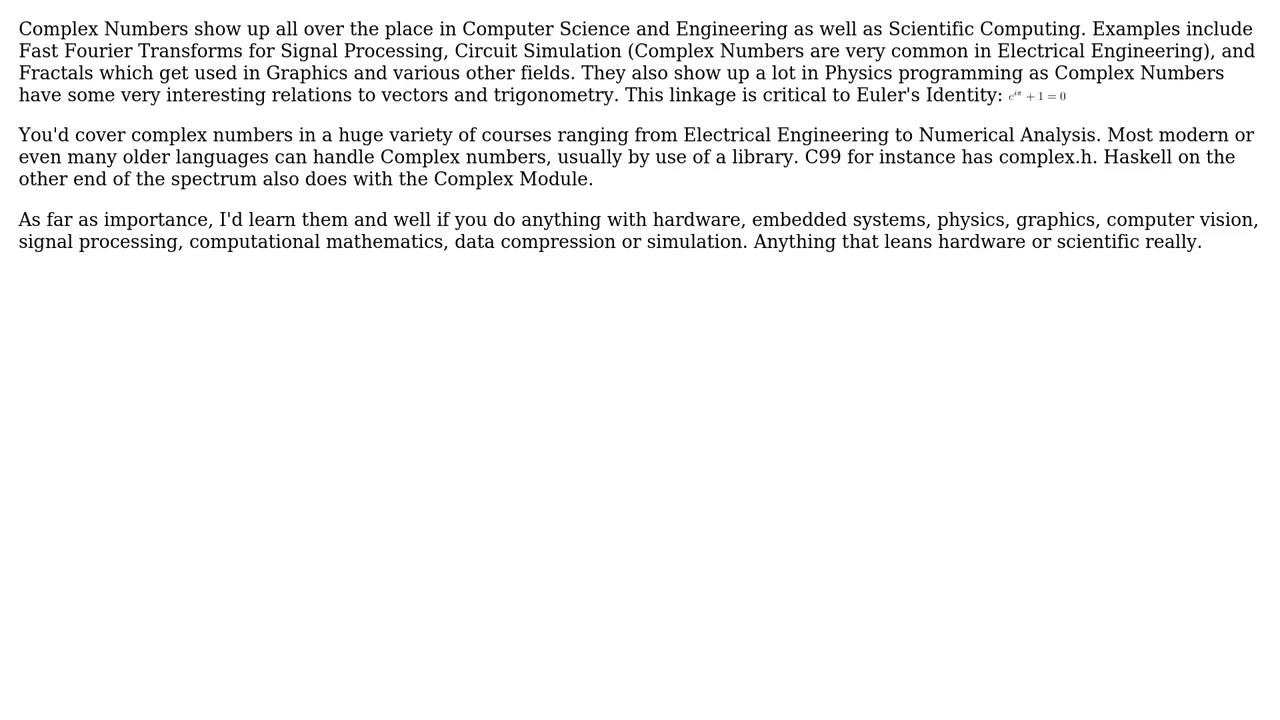 Complex Numbers show up all over the place in Computer Science and Engineering as well as Scientific Computing. Examples include
Fast Fourier Transforms for Signal Processing, Circuit Simulation (Complex Numbers are very common in Electrical Engineering), and
Fractals which get used in Graphics and various other fields. They also show up a lot in Physics programming as Complex Numbers
have some very interesting relations to vectors and trigonometry. This linkage is critical to Euler's Identity: $e^{i\pi} + 1 = 0$
You'd cover complex numbers in a huge variety of courses ranging from Electrical Engineering to Numerical Analysis. Most modern or
even many older languages can handle Complex numbers, usually by use of a library. C99 for instance has complex.h. Haskell on the
other end of the spectrum also does with the Complex Module.
As far as importance, I'd learn them and well if you do anything with hardware, embedded systems, physics, graphics, computer vision,
signal processing, computational mathematics, data compression or simulation. Anything that leans hardware or scientific really.